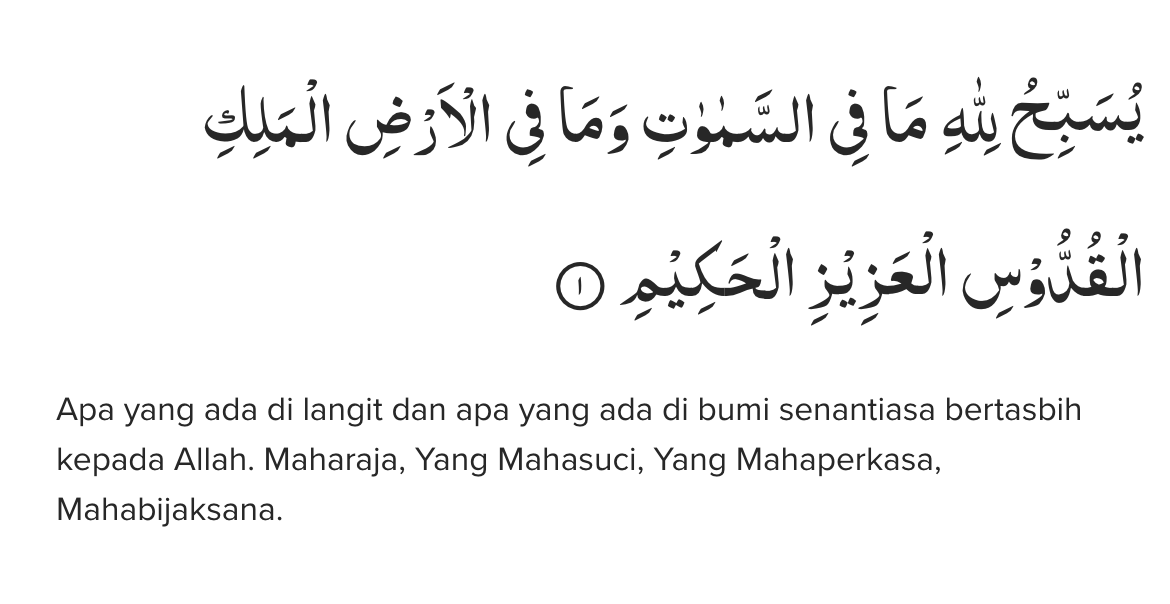 يُسَبِّحُ لِلّٰهِ مَا فِى السَّمٰوٰتِ وَمَا فِى الْاَرْضِ الْمَلِكِ
الْقُدُّوْسِ الْعَزِيْزِ الْحَكِيْمِ ١
Apa yang ada di langit dan apa yang ada di bumi senantiasa bertasbih
kepada Allah. Maharaja, Yang Mahasuci, Yang Mahaperkasa,
Mahabijaksana.